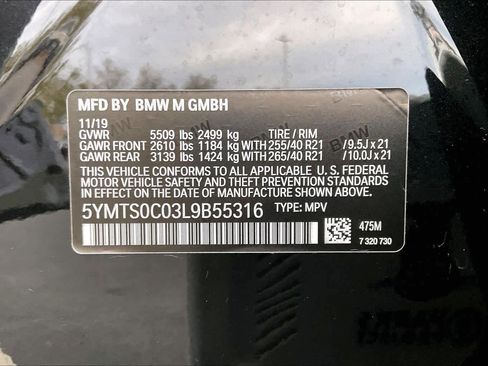 MFD BY BMW M GMBH
11/19
GVWR 5509 lbs 2499 kg TIRE / RIM
GAWR FRONT 2610 lbs 1184 kg WITH 255/40 R21 / 9.5J x 21
GAWR REAR 3139 lbs 1424 kg WITH 265/40 R21 / 10.0J x 21
THIS VEHICLE CONFORMS TO ALL APPLICABLE U. S. FEDERAL
MOTOR VEHICLE SAFETY, BUMPER AND THEFT PREVENTION
STANDARDS IN EFFECT ON THE DATE OF MANUFACTURE SHOWN ABOVE.
5YMTS0C03L9B55316 TYPE: MPV
475M
7 320 730